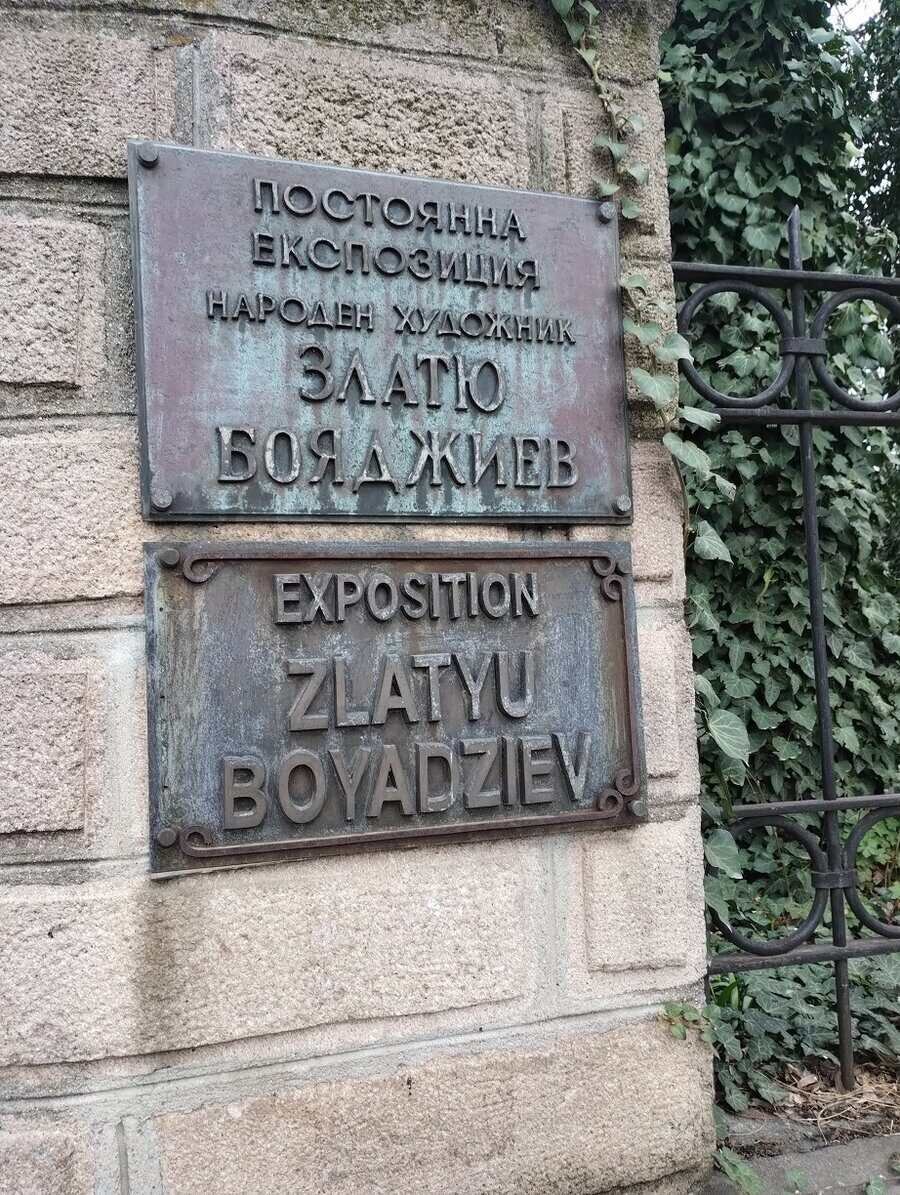 ПОСТОЯННА
ЕКСПОЗИЦИЯ
НАРОДЕН ХУДОЖНИК
ЗЛАТЮ
БОЯДЖИЕВ
EXPOSITION
ZLATYU
BOYADZIEV